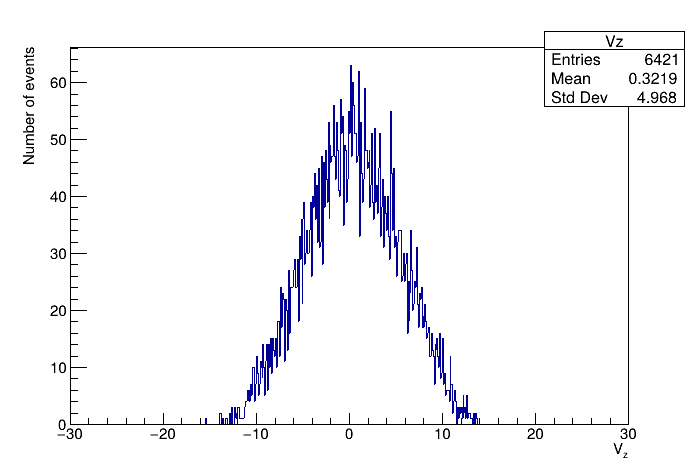 Vz
Entries 6421
Mean 0.3219
Std Dev 4.968
Number of events
60
50
40
30
20
10
0
−30 −20 −10 0 10 20 30
Vz